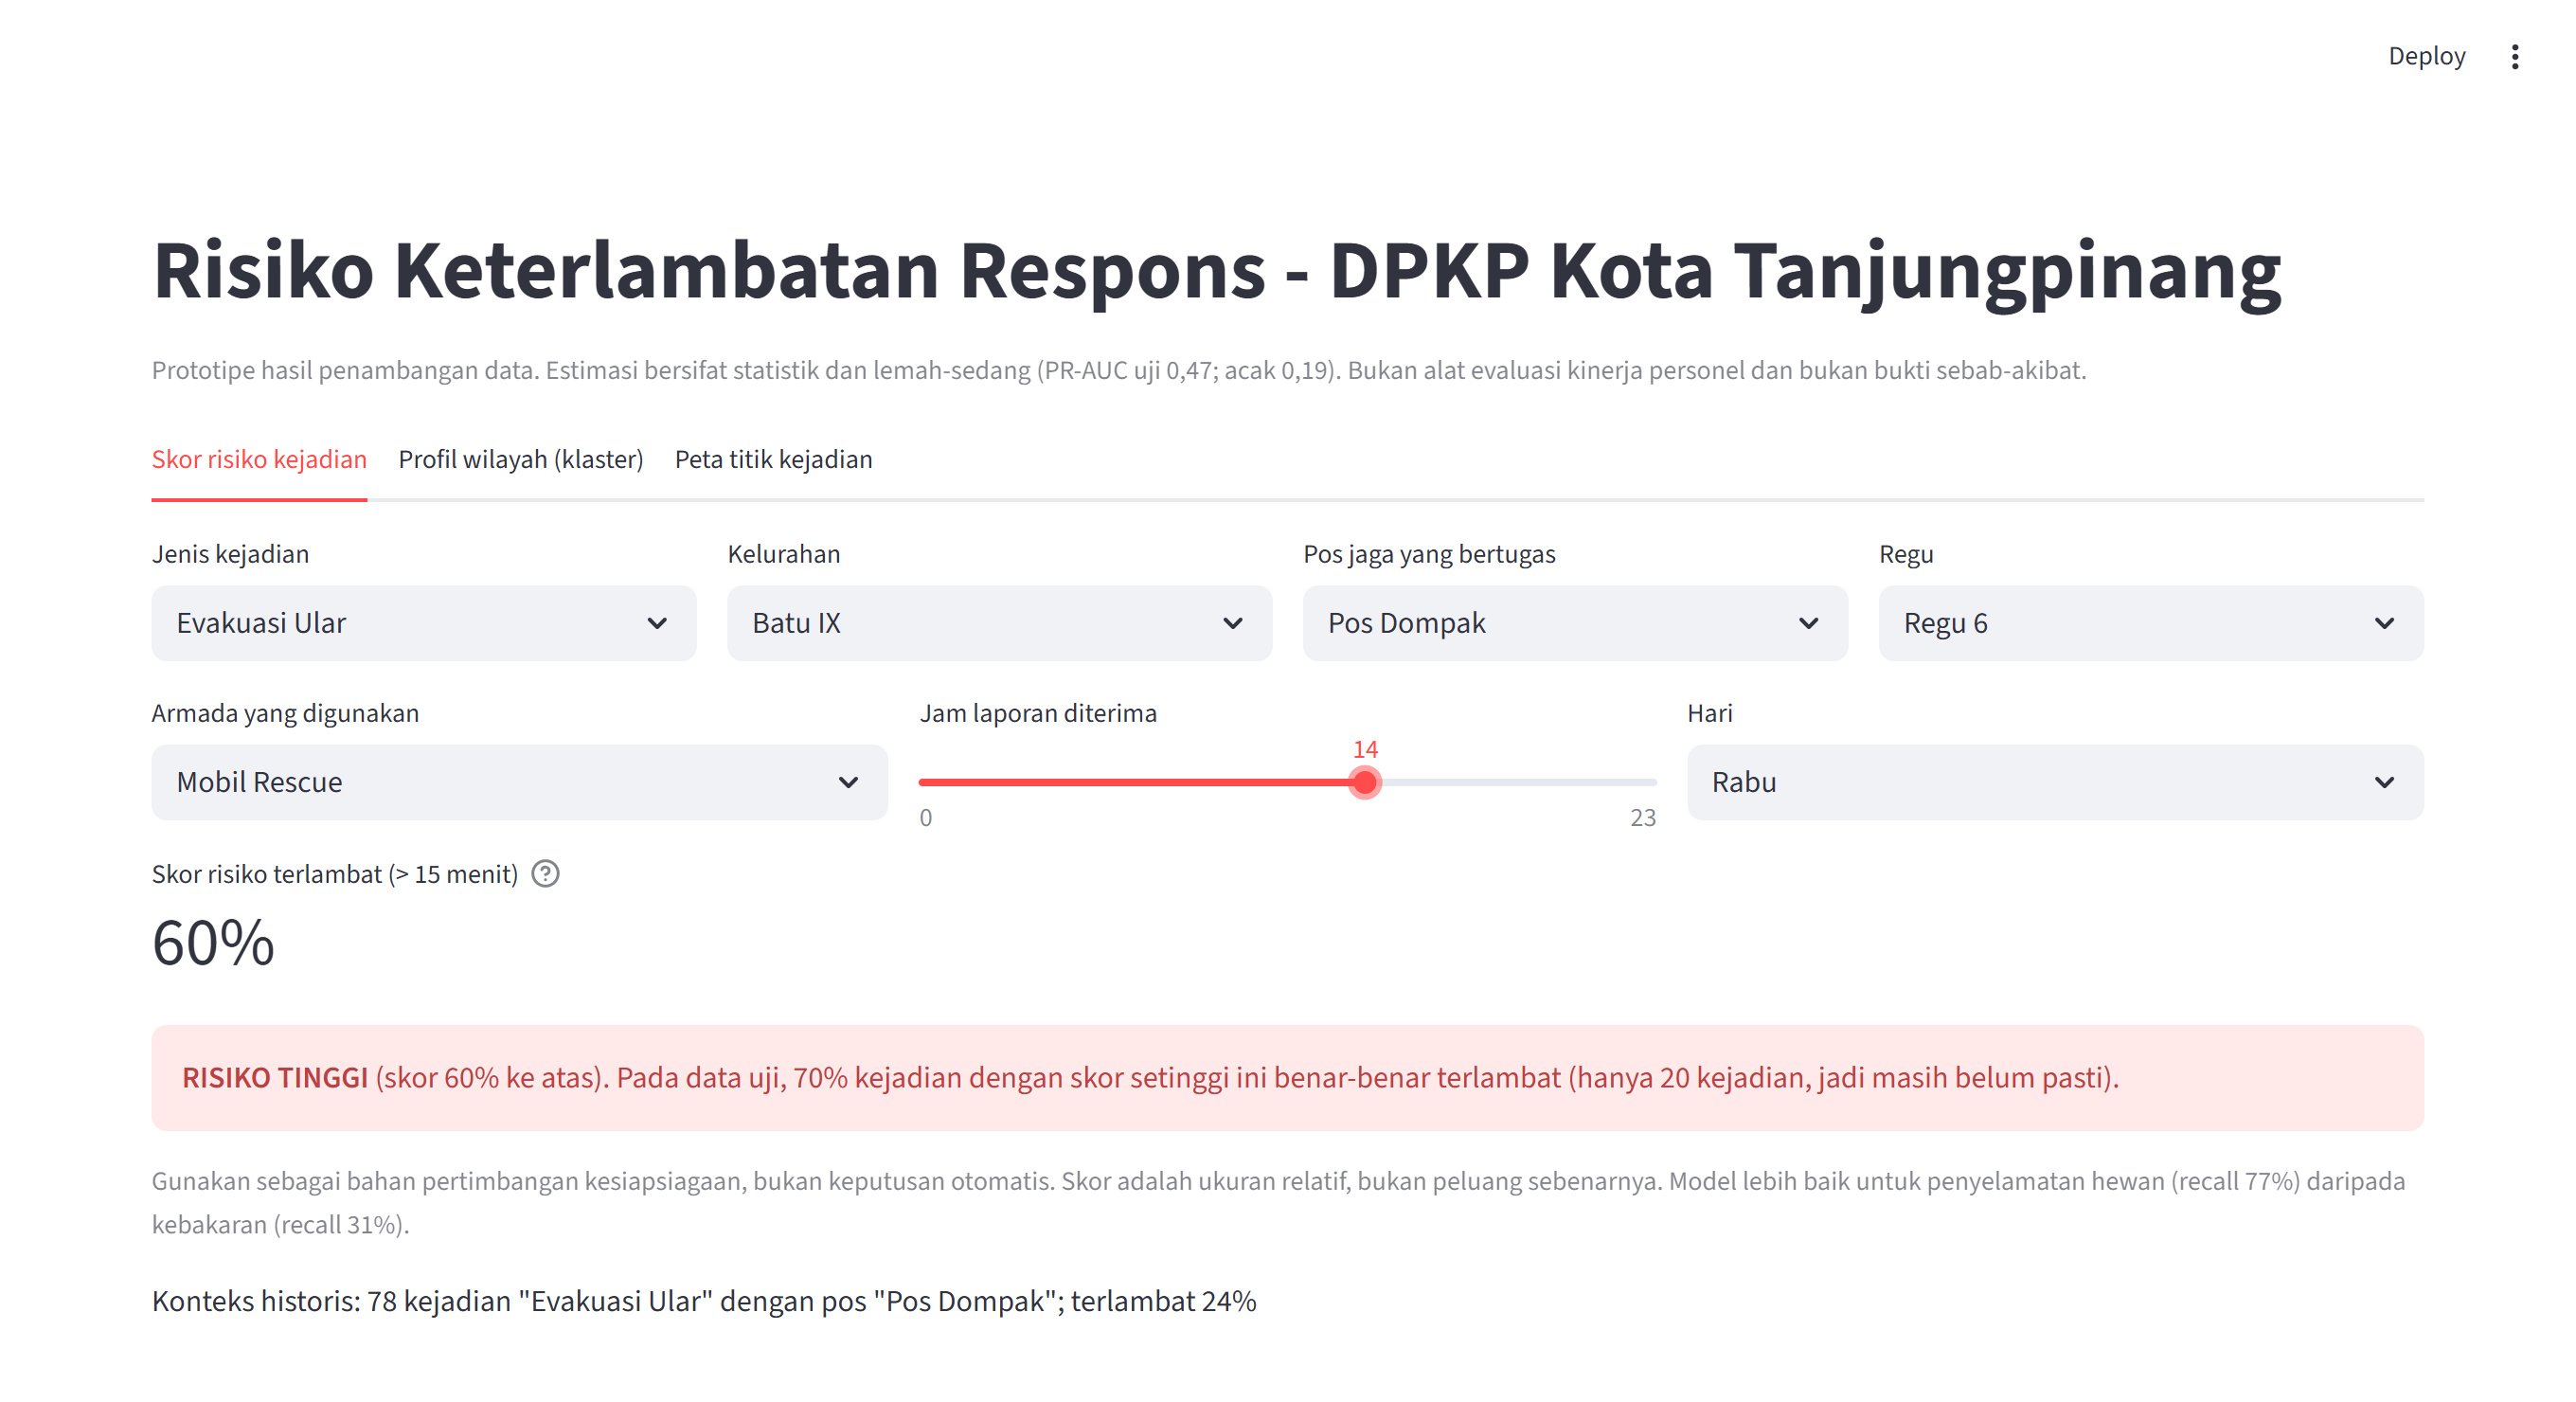 Deploy
Risiko Keterlambatan Respons - DPKP Kota Tanjungpinang
Prototipe hasil penambangan data. Estimasi bersifat statistik dan lemah-sedang (PR-AUC uji 0,47; acak 0,19). Bukan alat evaluasi kinerja personel dan bukan bukti sebab-akibat.
Skor risiko kejadian Profil wilayah (klaster) Peta titik kejadian
Jenis kejadian Kelurahan Pos jaga yang bertugas Regu
Evakuasi Ular Batu IX Pos Dompak Regu 6
Armada yang digunakan Jam laporan diterima Hari
14
Mobil Rescue Rabu
0 23
Skor risiko terlambat (> 15 menit)
60%
RISIKO TINGGI (skor 60% ke atas). Pada data uji, 70% kejadian dengan skor setinggi ini benar-benar terlambat (hanya 20 kejadian, jadi masih belum pasti).
Gunakan sebagai bahan pertimbangan kesiapsiagaan, bukan keputusan otomatis. Skor adalah ukuran relatif, bukan peluang sebenarnya. Model lebih baik untuk penyelamatan hewan (recall 77%) daripada
kebakaran (recall 31%).
Konteks historis: 78 kejadian "Evakuasi Ular" dengan pos "Pos Dompak"; terlambat 24%